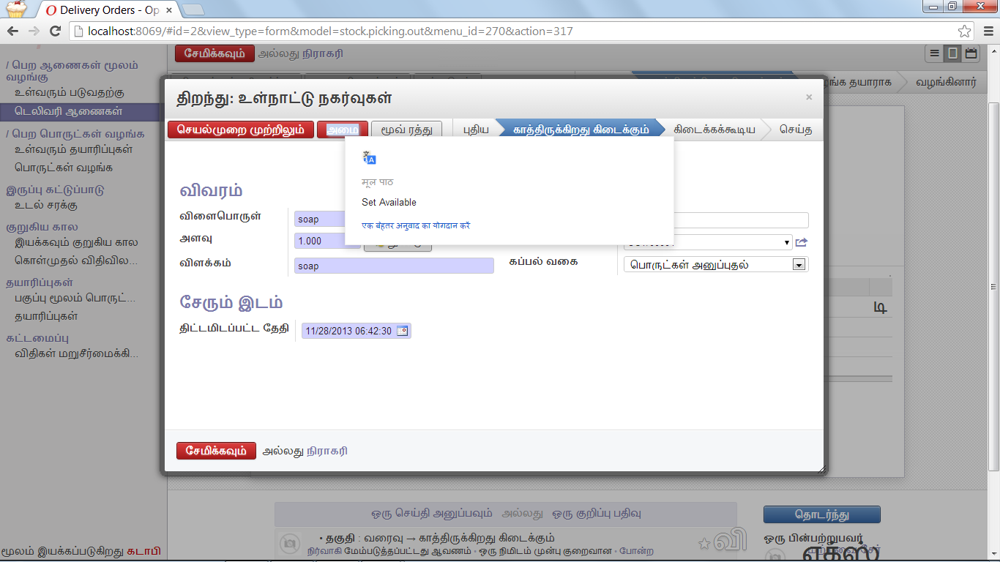 Delivery Orders - Op
localhost:8069/#id=2&view_type=form&model=stock.picking.out&menu_id=270&action=317
சேமிக்கவும் அல்லது நிராகரி
/ பெற ஆணைகள் மூலம்
வழங்கு
உள்வரும் படுவதற்கு
டெலிவரி ஆணைகள்
/ பெற பொருட்கள் வழங்க
உள்வரும் தயாரிப்புகள்
பொருட்கள் வழங்க
இருப்பு கட்டுப்பாடு
உடல் சரக்கு
குறுகிய கால
இயக்கவும் குறுகிய கால
கொள்முதல் விதிவில...
தயாரிப்புகள்
பகுப்பு மூலம் பொருட்...
தயாரிப்புகள்
கட்டமைப்பு
விதிகள் மறுசீர்மைக்கி...
மூலம் இயக்கப்படுகிறது கடாபி
தயாராக வழங்கினார்
திறந்து: உள்நாட்டு நகர்வுகள் ×
செயல்முறை முற்றிலும் அமை மூவ் ரத்து புதிய காத்திருக்கிறது கிடைக்கும் கிடைக்கக்கூடிய செய்த
मूल पाठ
Set Available
एक बेहतर अनुवाद का योगदान करें
விவரம்
விளைபொருள் soap
அளவு 1.000
விளக்கம் soap
கப்பல் வகை பொருட்கள் அனுப்புதல்
சேரும் இடம்
திட்டமிடப்பட்ட தேதி 11/28/2013 06:42:30
சேமிக்கவும் அல்லது நிராகரி
டி
ஒரு செய்தி அனுப்பவும் அல்லது ஒரு குறிப்பு பதிவு
• தகுதி : வரைவு → காத்திருக்கிறது கிடைக்கும்
நிர்வாகி மேம்படுத்தப்பட்டது ஆவணம் • ஒரு நிமிடம் முன்பு குறைவான • போன்ற
வி
தொடர்ந்து
ஒரு பின்பற்றுபவர்
சேர்
எகஸ்